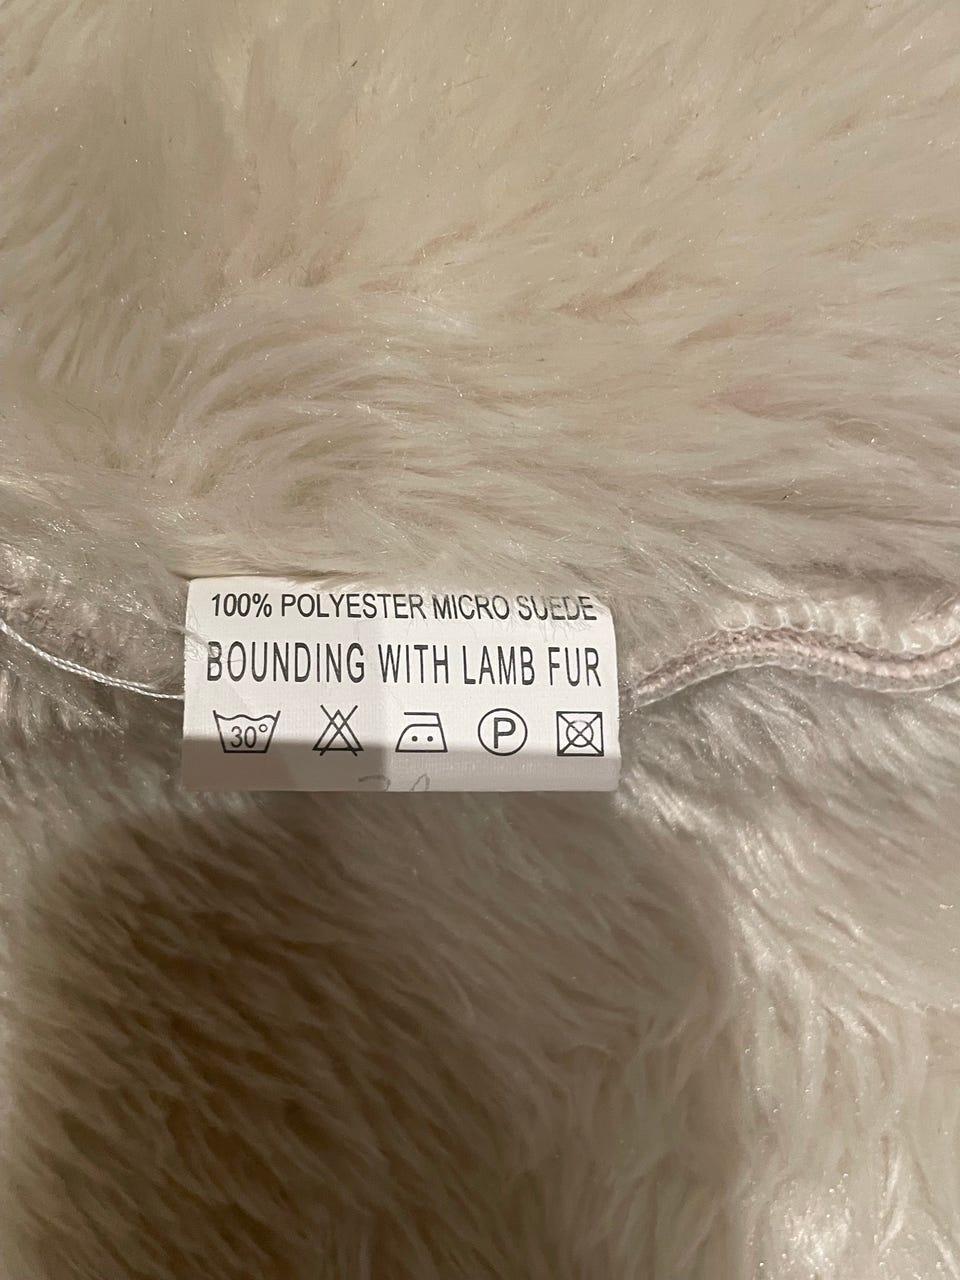 100% POLYESTER MICRO SUEDE
BOUNDING WITH LAMB FUR
30° P